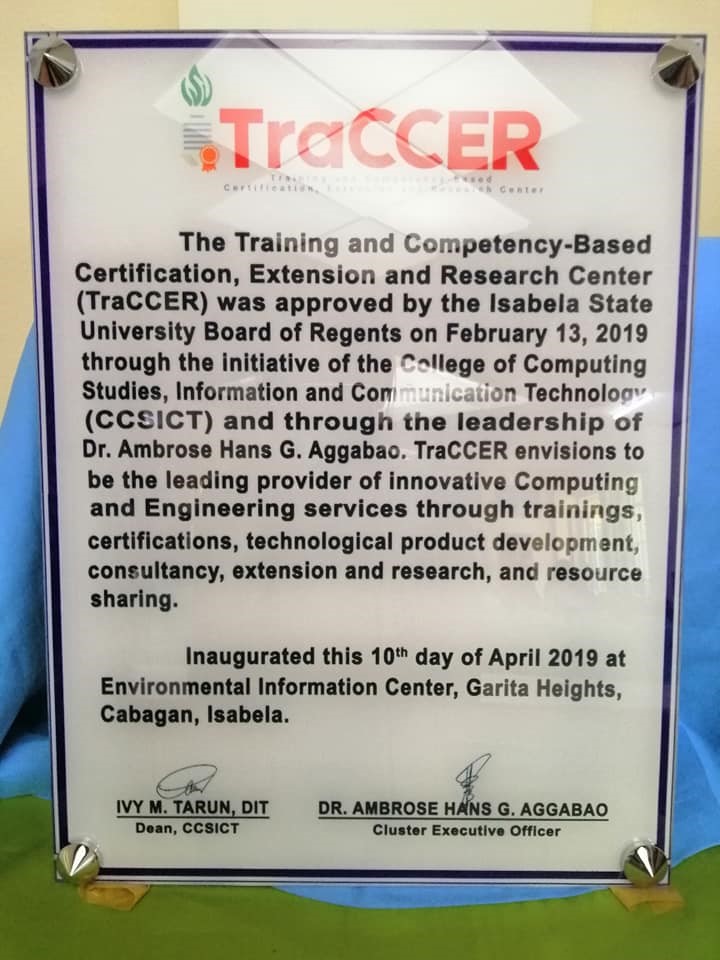 TraCCER
Training and Competency-Based
Certification, Extension and Research Center
The Training and Competency-Based
Certification, Extension and Research Center
(TraCCER) was approved by the Isabela State
University Board of Regents on February 13, 2019
through the initiative of the College of Computing
Studies, Information and Communication Technology
(CCSICT) and through the leadership of
Dr. Ambrose Hans G. Aggabao. TraCCER envisions to
be the leading provider of innovative Computing
and Engineering services through trainings,
certifications, technological product development,
consultancy, extension and research, and resource
sharing.
Inaugurated this 10th day of April 2019 at
Environmental Information Center, Garita Heights,
Cabagan, Isabela.
IVY M. TARUN, DIT
Dean, CCSICT
DR. AMBROSE HANS G. AGGABAO
Cluster Executive Officer